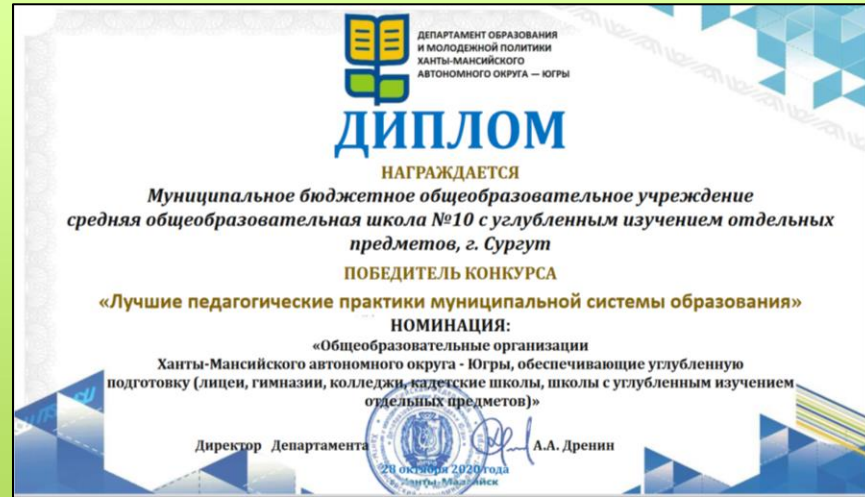 ДЕПАРТАМЕНТ ОБРАЗОВАНИЯ
И МОЛОДЕЖНОЙ ПОЛИТИКИ
ХАНТЫ-МАНСИЙСКОГО
АВТОНОМНОГО ОКРУГА — ЮГРЫ
ДИПЛОМ
НАГРАЖДАЕТСЯ
Муниципальное бюджетное общеобразовательное учреждение
средняя общеобразовательная школа №10 с углубленным изучением отдельных
предметов, г. Сургут
ПОБЕДИТЕЛЬ КОНКУРСА
«Лучшие педагогические практики муниципальной системы образования»
НОМИНАЦИЯ:
«Общеобразовательные организации
Ханты-Мансийского автономного округа - Югры, обеспечивающие углубленную
подготовку (лицеи, гимназии, колледжи, кадетские школы, школы с углубленным изучением
отдельных предметов)»
Директор Департамента А.А. Дренин
28 октября 2020 года
г. Ханты-Мансийск